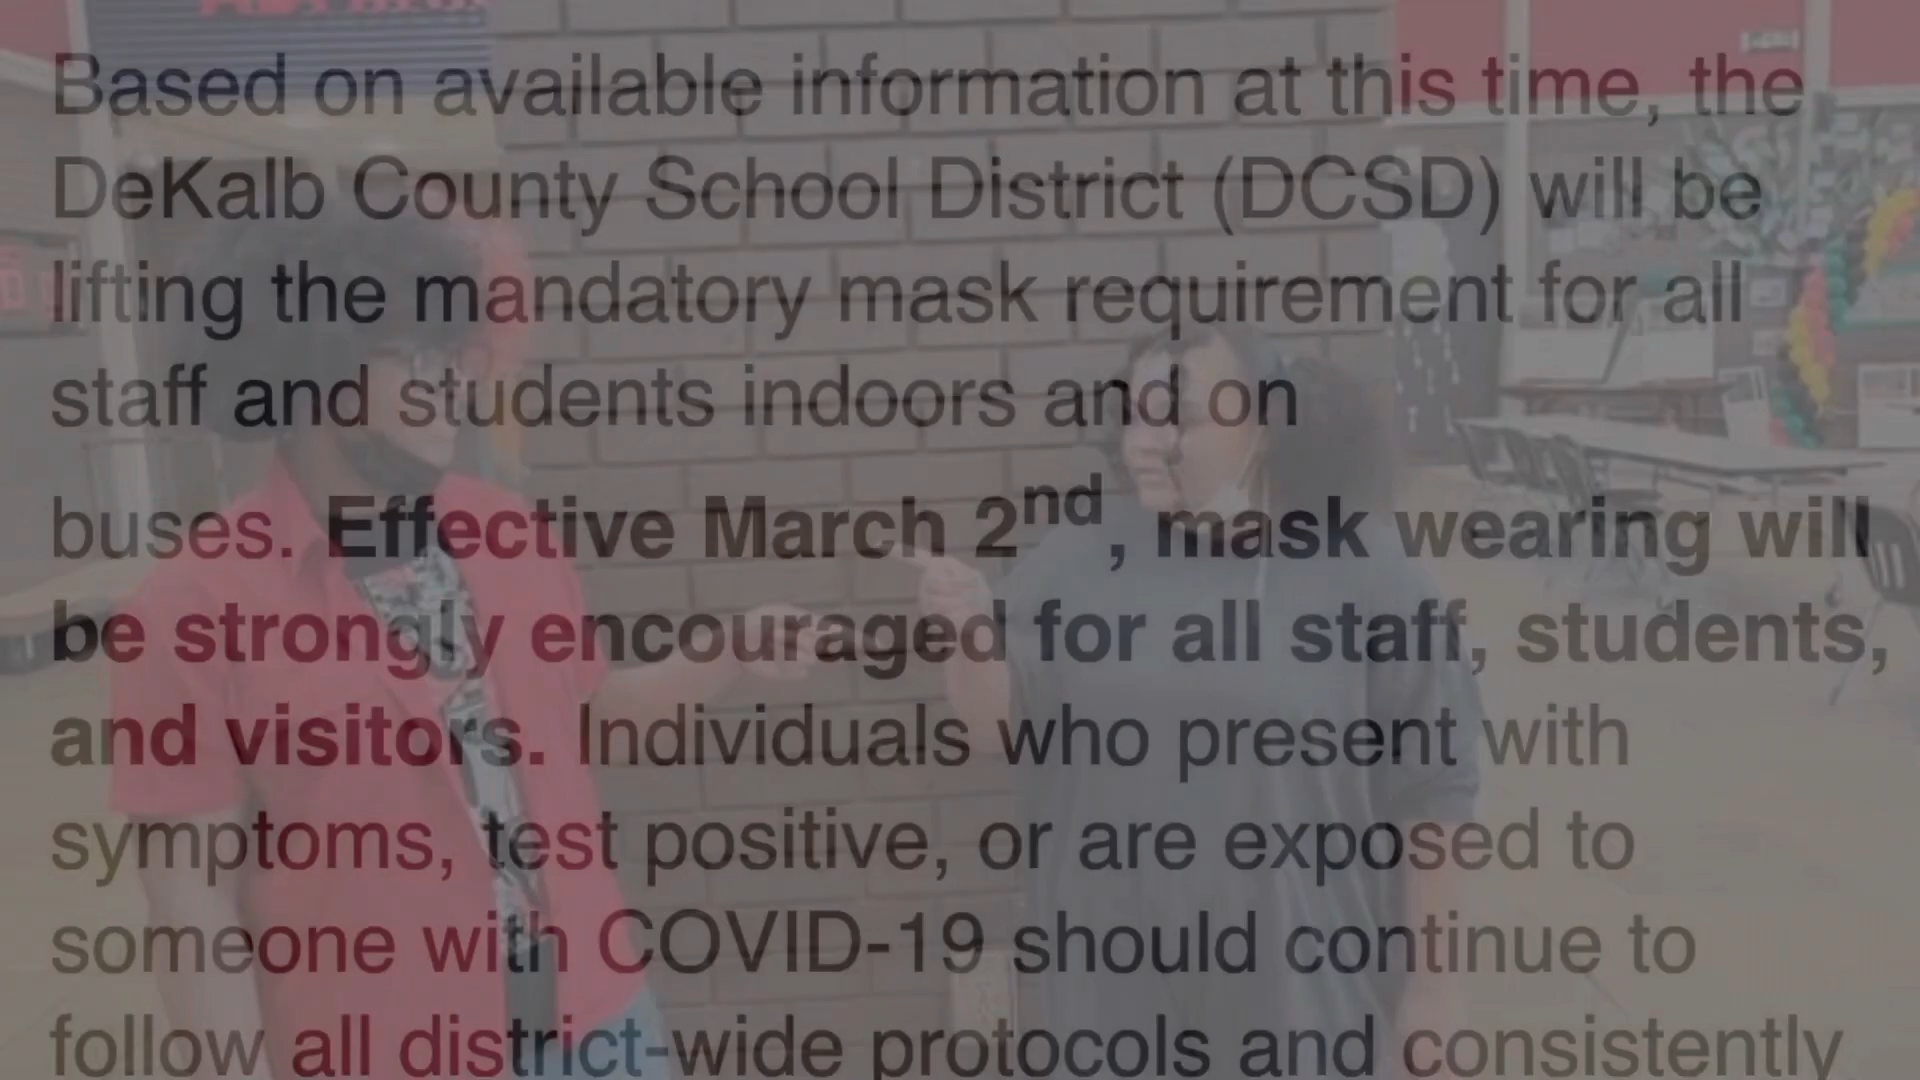 Based on available information at this time, the
DeKalb County School District (DCSD) will be
lifting the mandatory mask requirement for all
staff and students indoors and on
buses. Effective March 2nd, mask wearing will
be strongly encouraged for all staff, students,
and visitors. Individuals who present with
symptoms, test positive, or are exposed to
someone with COVID-19 should continue to
follow all district-wide protocols and consistently